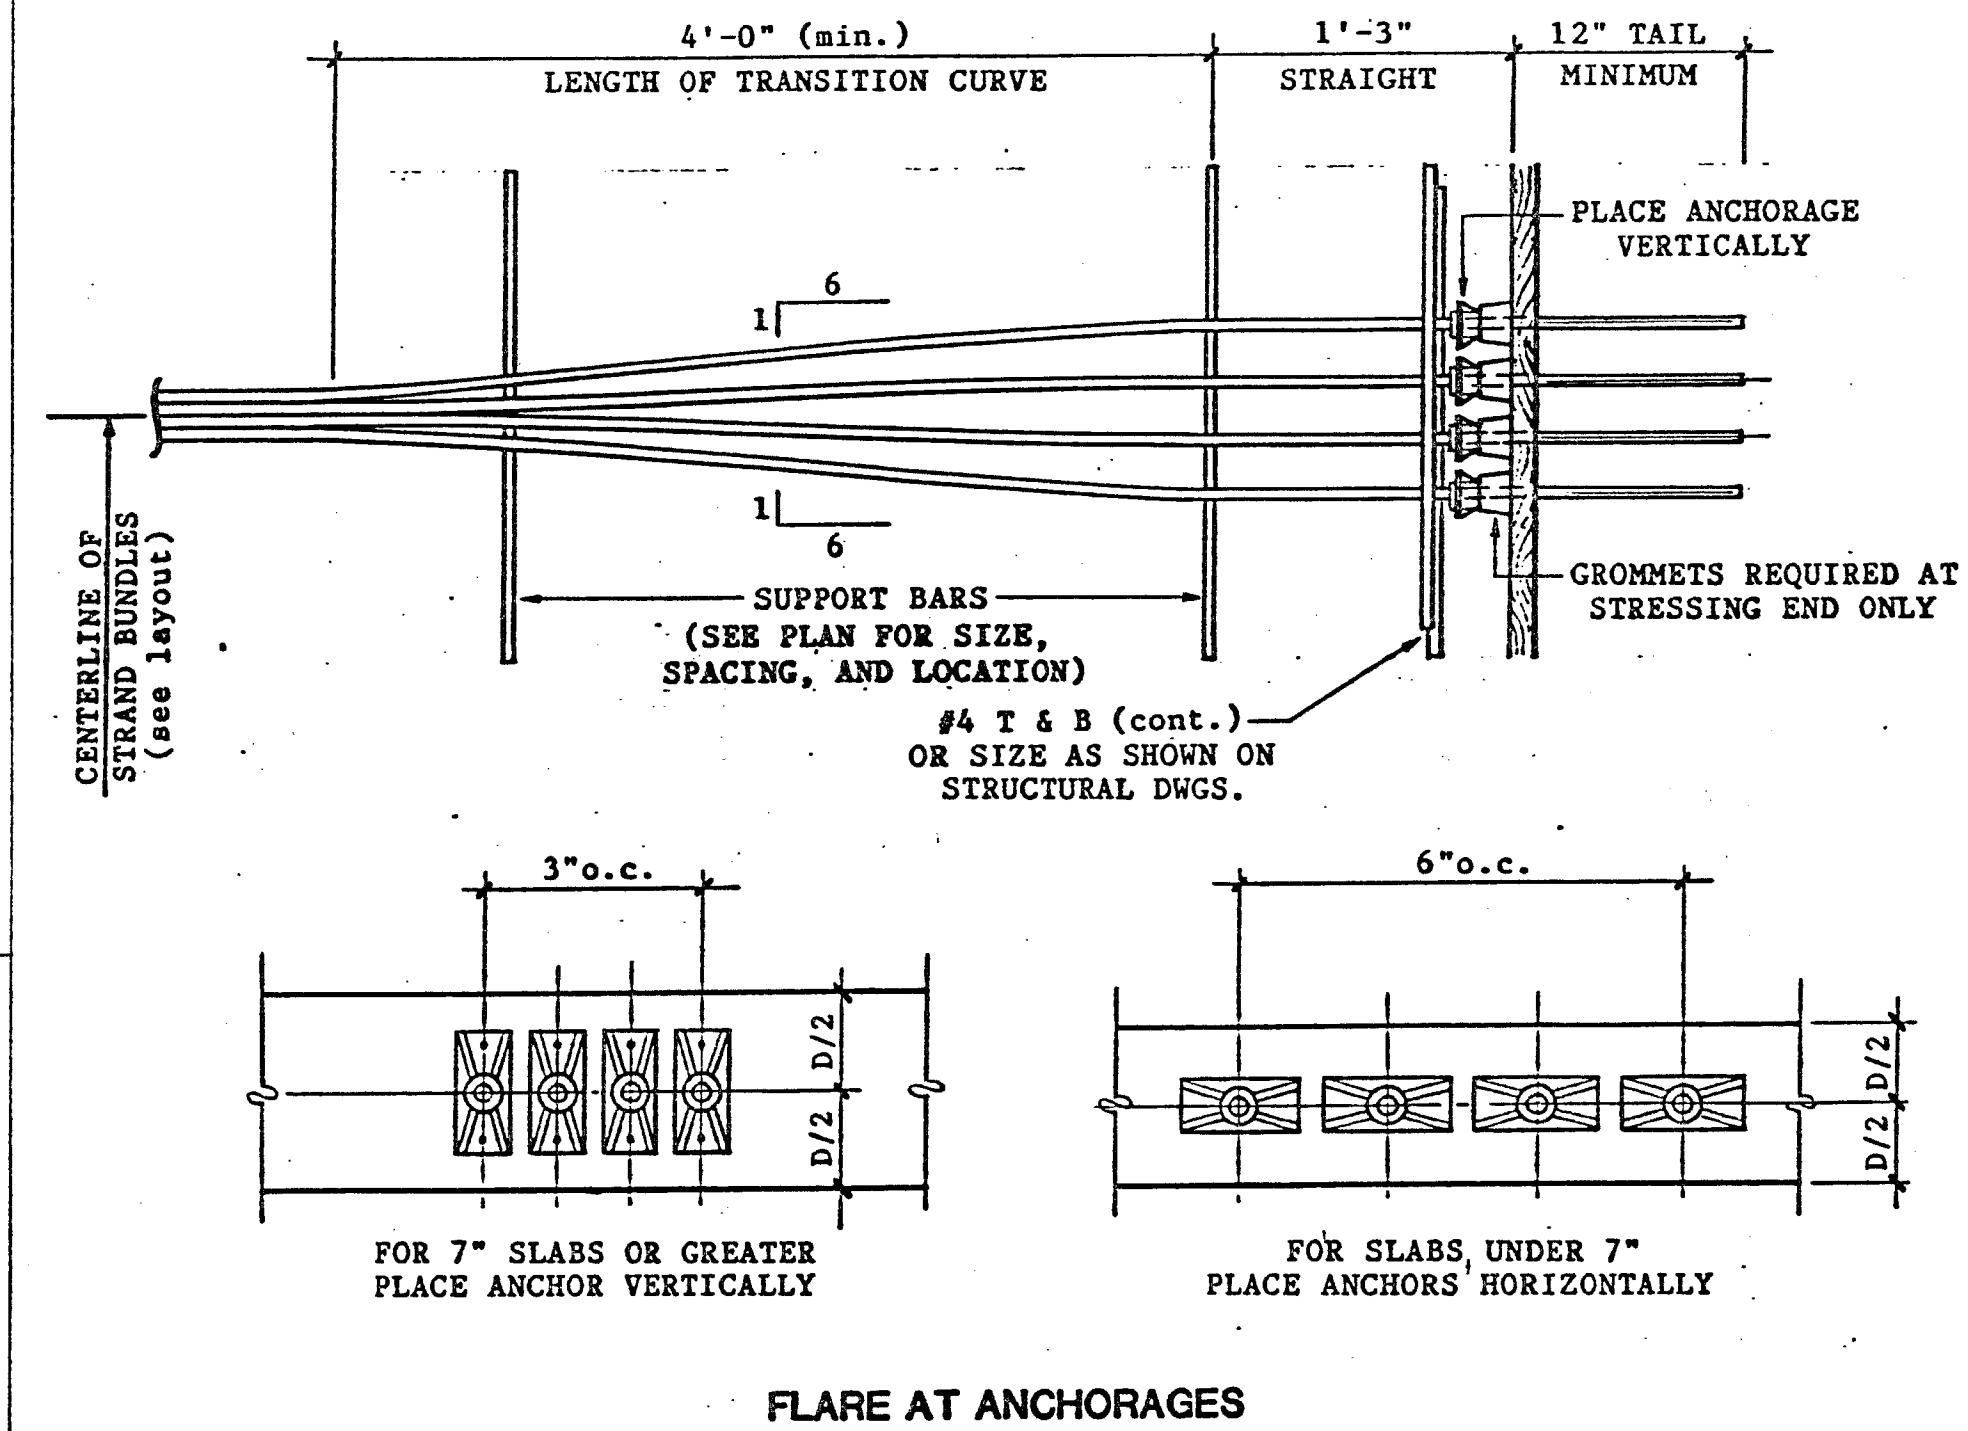 4'-0" (min.)
LENGTH OF TRANSITION CURVE
1'-3"
STRAIGHT
12" TAIL
MINIMUM
PLACE ANCHORAGE
VERTICALLY
6
1
1
6
CENTERLINE OF
STRAND BUNDLES
(see layout)
SUPPORT BARS
(SEE PLAN FOR SIZE,
SPACING, AND LOCATION)
GROMMETS REQUIRED AT
STRESSING END ONLY
#4 T & B (cont.)
OR SIZE AS SHOWN ON
STRUCTURAL DWGS.
3"o.c.
D/2
D/2
FOR 7" SLABS OR GREATER
PLACE ANCHOR VERTICALLY
6"o.c.
D/2
D/2
FOR SLABS UNDER 7"
PLACE ANCHORS HORIZONTALLY
FLARE AT ANCHORAGES